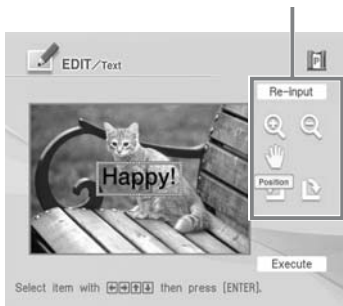 EDIT/Text
P
Re-input
Happy!
Position
Execute
Select item with ←→↑↓ then press [ENTER].